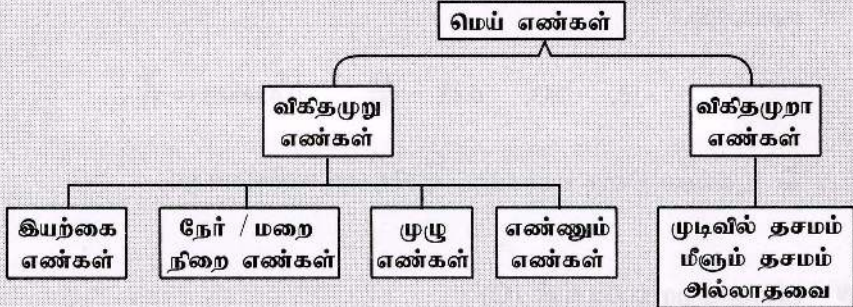 மெய் எண்கள்
விகிதமுறு
எண்கள்
விகிதமுறா
எண்கள்
இயற்கை
எண்கள்
நேர் / மறை
நிறை எண்கள்
முழு
எண்கள்
எண்ணும்
எண்கள்
முடிவில் தசமம்
மீளும் தசமம்
அல்லாதவை